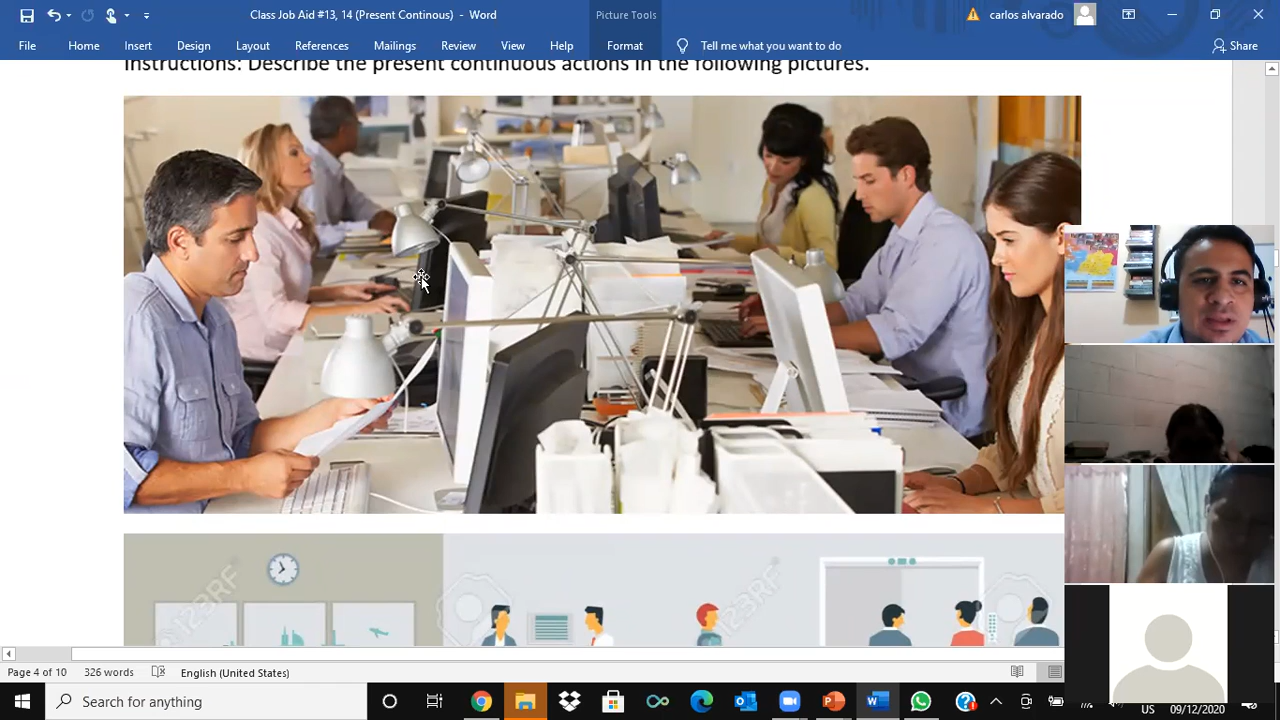 Class Job Aid #13, 14 (Present Continous) - Word
Picture Tools
carlos alvarado
File Home Insert Design Layout References Mailings Review View Help Format Tell me what you want to do Share
Instructions: Describe the present continuous actions in the following pictures.
123RF
123RF
Page 4 of 10 326 words English (United States)
Search for anything
US 09/12/2020